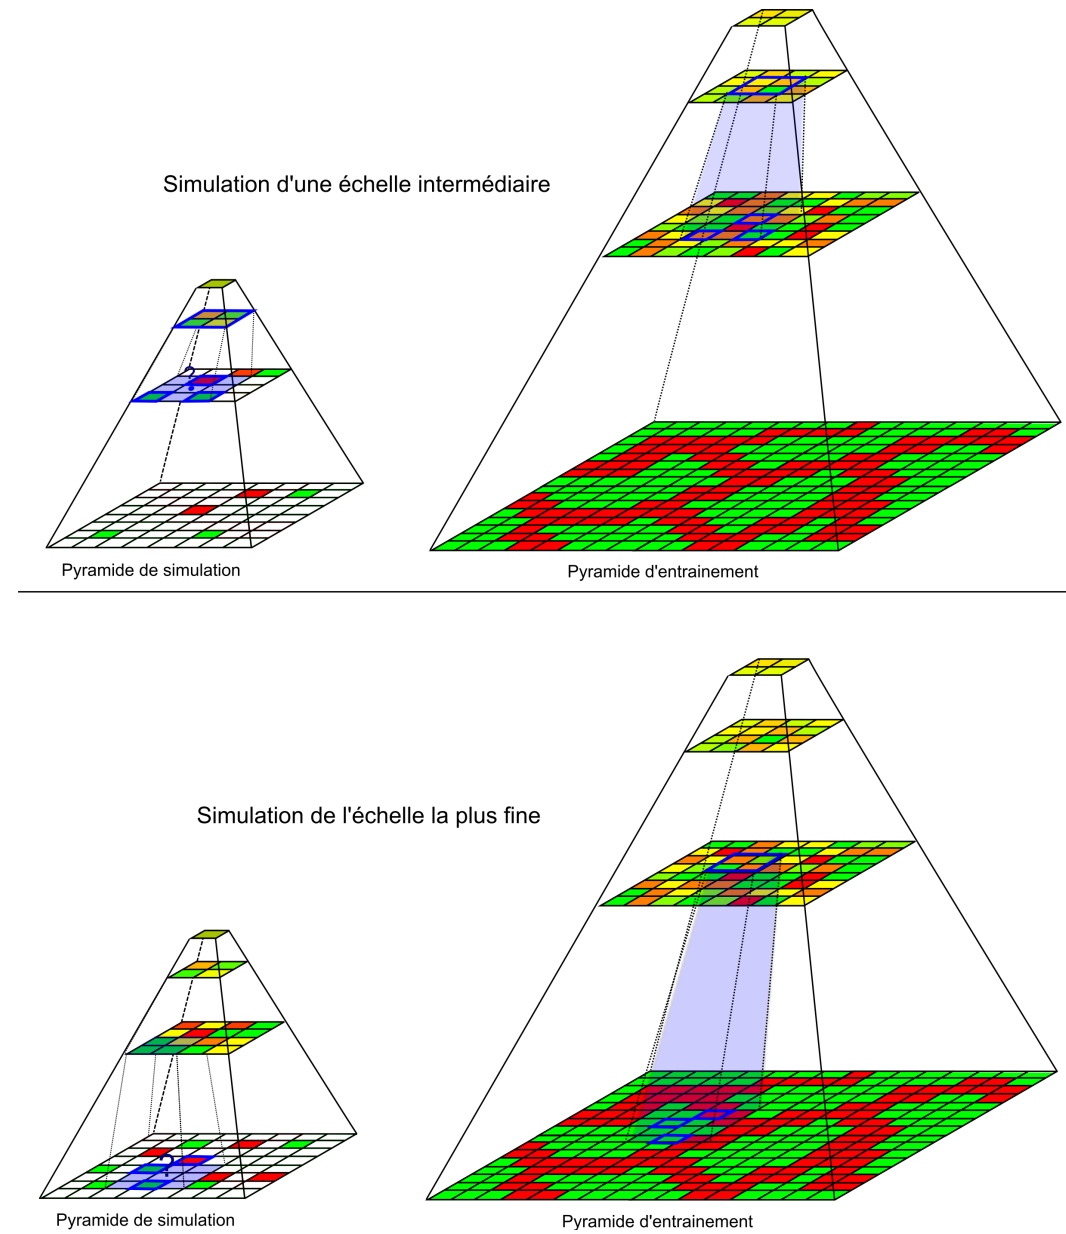 Simulation d'une échelle intermédiaire
?
Pyramide de simulation
Pyramide d'entrainement
Simulation de l'échelle la plus fine
?
Pyramide de simulation
Pyramide d'entrainement